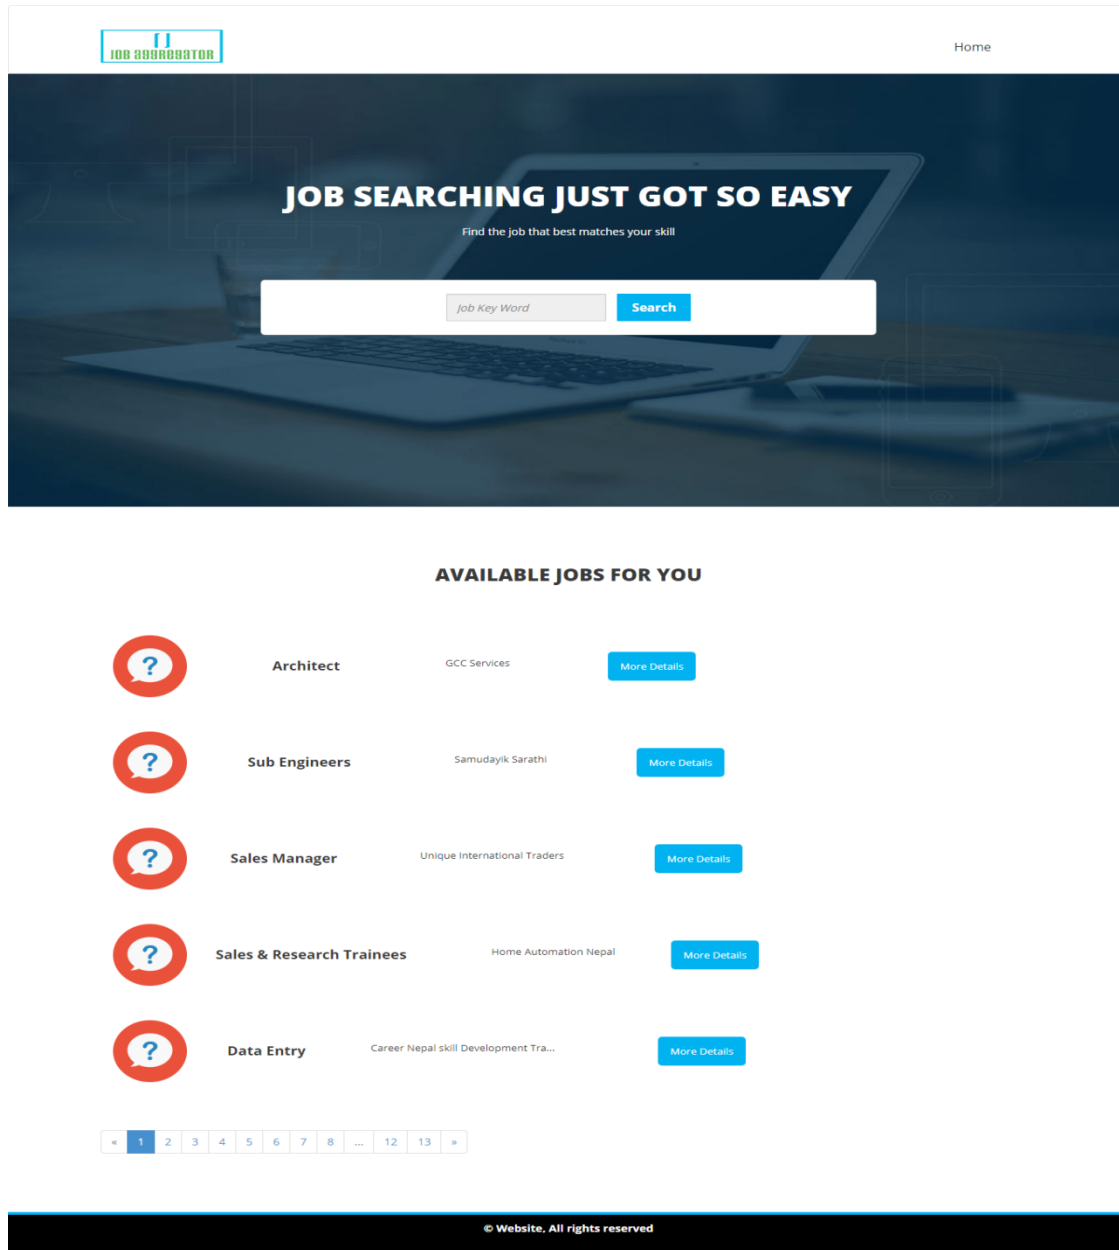 JOB aggRegaTOR
Home
JOB SEARCHING JUST GOT SO EASY
Find the job that best matches your skill
Job Key Word Search
AVAILABLE JOBS FOR YOU
? Architect GCC Services More Details
? Sub Engineers Samudayik Sarathi More Details
? Sales Manager Unique International Traders More Details
? Sales & Research Trainees Home Automation Nepal More Details
? Data Entry Career Nepal skill Development Tra... More Details
« 1 2 3 4 5 6 7 8 ... 12 13 »
© Website, All rights reserved